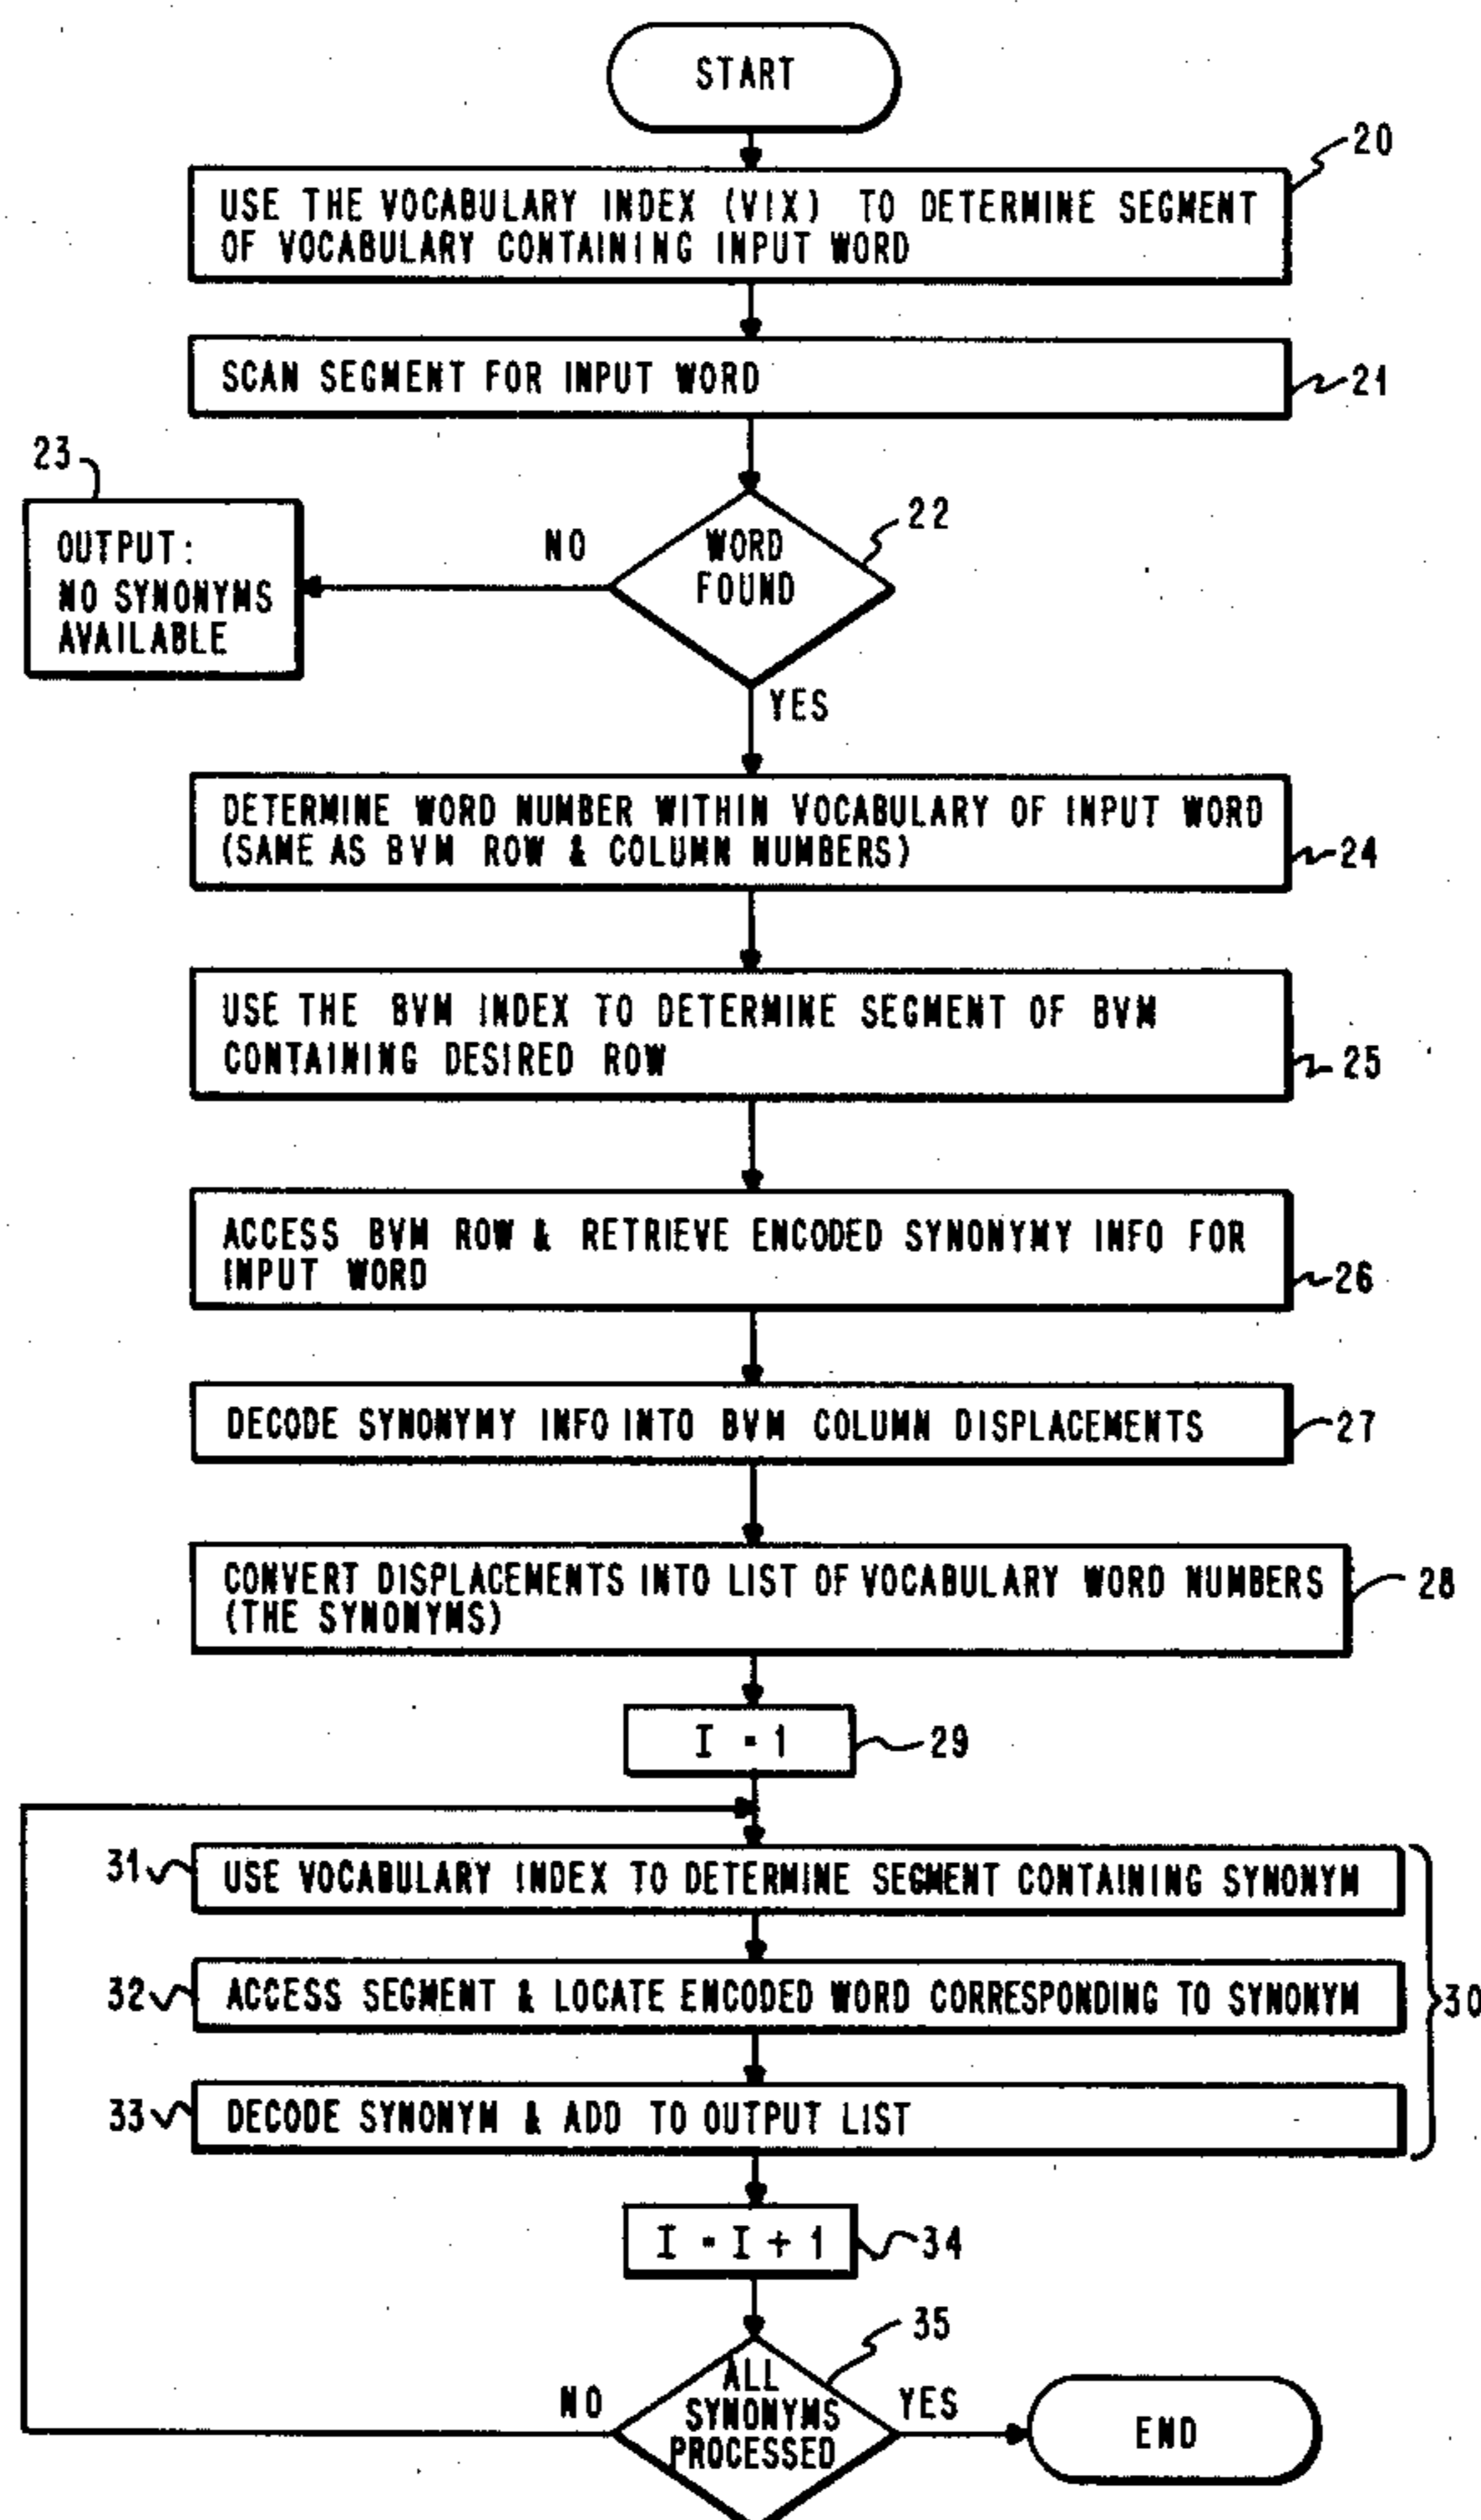 START
20
USE THE VOCABULARY INDEX (VIX) TO DETERMINE SEGMENT
OF VOCABULARY CONTAINING INPUT WORD
SCAN SEGMENT FOR INPUT WORD
21
23
OUTPUT:
NO SYNONYMS
AVAILABLE
NO
WORD
FOUND
22
YES
DETERMINE WORD NUMBER WITHIN VOCABULARY OF INPUT WORD
(SAME AS BVM ROW & COLUMN NUMBERS)
24
USE THE BVM INDEX TO DETERMINE SEGMENT OF BVM
CONTAINING DESIRED ROW
25
ACCESS BVM ROW & RETRIEVE ENCODED SYNONYMY INFO FOR
INPUT WORD
26
DECODE SYNONYMY INFO INTO BVM COLUMN DISPLACEMENTS
27
CONVERT DISPLACEMENTS INTO LIST OF VOCABULARY WORD NUMBERS
(THE SYNONYMS)
28
I = 1
29
31
USE VOCABULARY INDEX TO DETERMINE SEGMENT CONTAINING SYNONYM
32
ACCESS SEGMENT & LOCATE ENCODED WORD CORRESPONDING TO SYNONYM
30
33
DECODE SYNONYM & ADD TO OUTPUT LIST
I = I + 1
34
35
NO
ALL
SYNONYMS
PROCESSED
YES
END